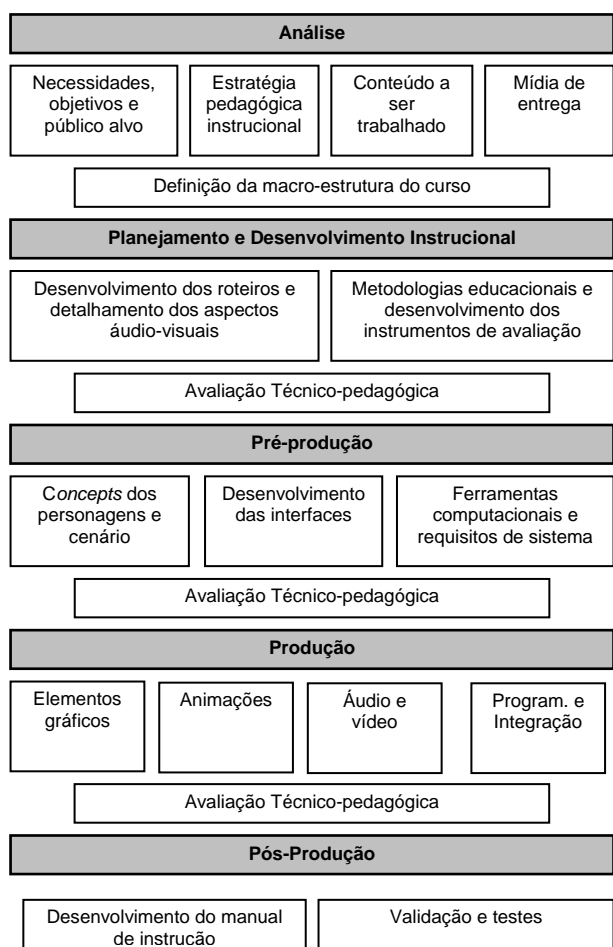 Análise
Necessidades,
objetivos e
público alvo
Estratégia
pedagógica
instrucional
Conteúdo a
ser
trabalhado
Mídia de
entrega
Definição da macro-estrutura do curso
Planejamento e Desenvolvimento Instrucional
Desenvolvimento dos roteiros e
detalhamento dos aspectos
áudio-visuais
Metodologias educacionais e
desenvolvimento dos
instrumentos de avaliação
Avaliação Técnico-pedagógica
Pré-produção
Concepts dos
personagens e
cenário
Desenvolvimento
das interfaces
Ferramentas
computacionais e
requisitos de sistema
Avaliação Técnico-pedagógica
Produção
Elementos
gráficos
Animações
Áudio e
vídeo
Program. e
Integração
Avaliação Técnico-pedagógica
Pós-Produção
Desenvolvimento do manual
de instrução
Validação e testes